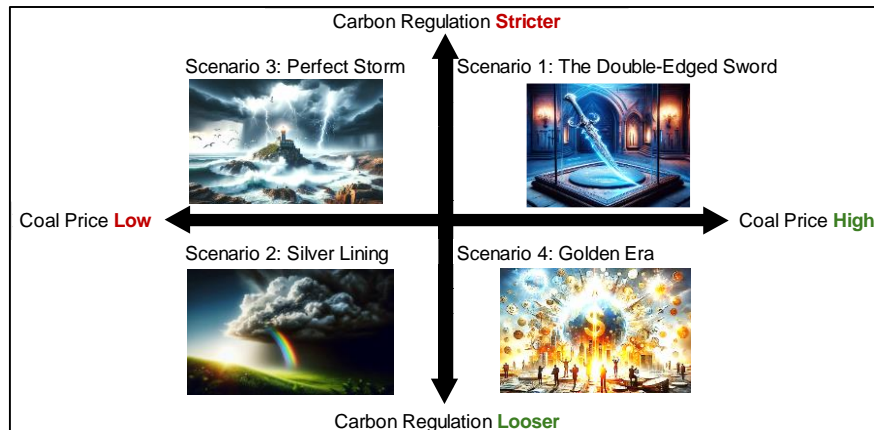 Carbon Regulation Stricter
Scenario 3: Perfect Storm
Scenario 1: The Double-Edged Sword
Coal Price Low
Coal Price High
Scenario 2: Silver Lining
Scenario 4: Golden Era
$
Carbon Regulation Looser